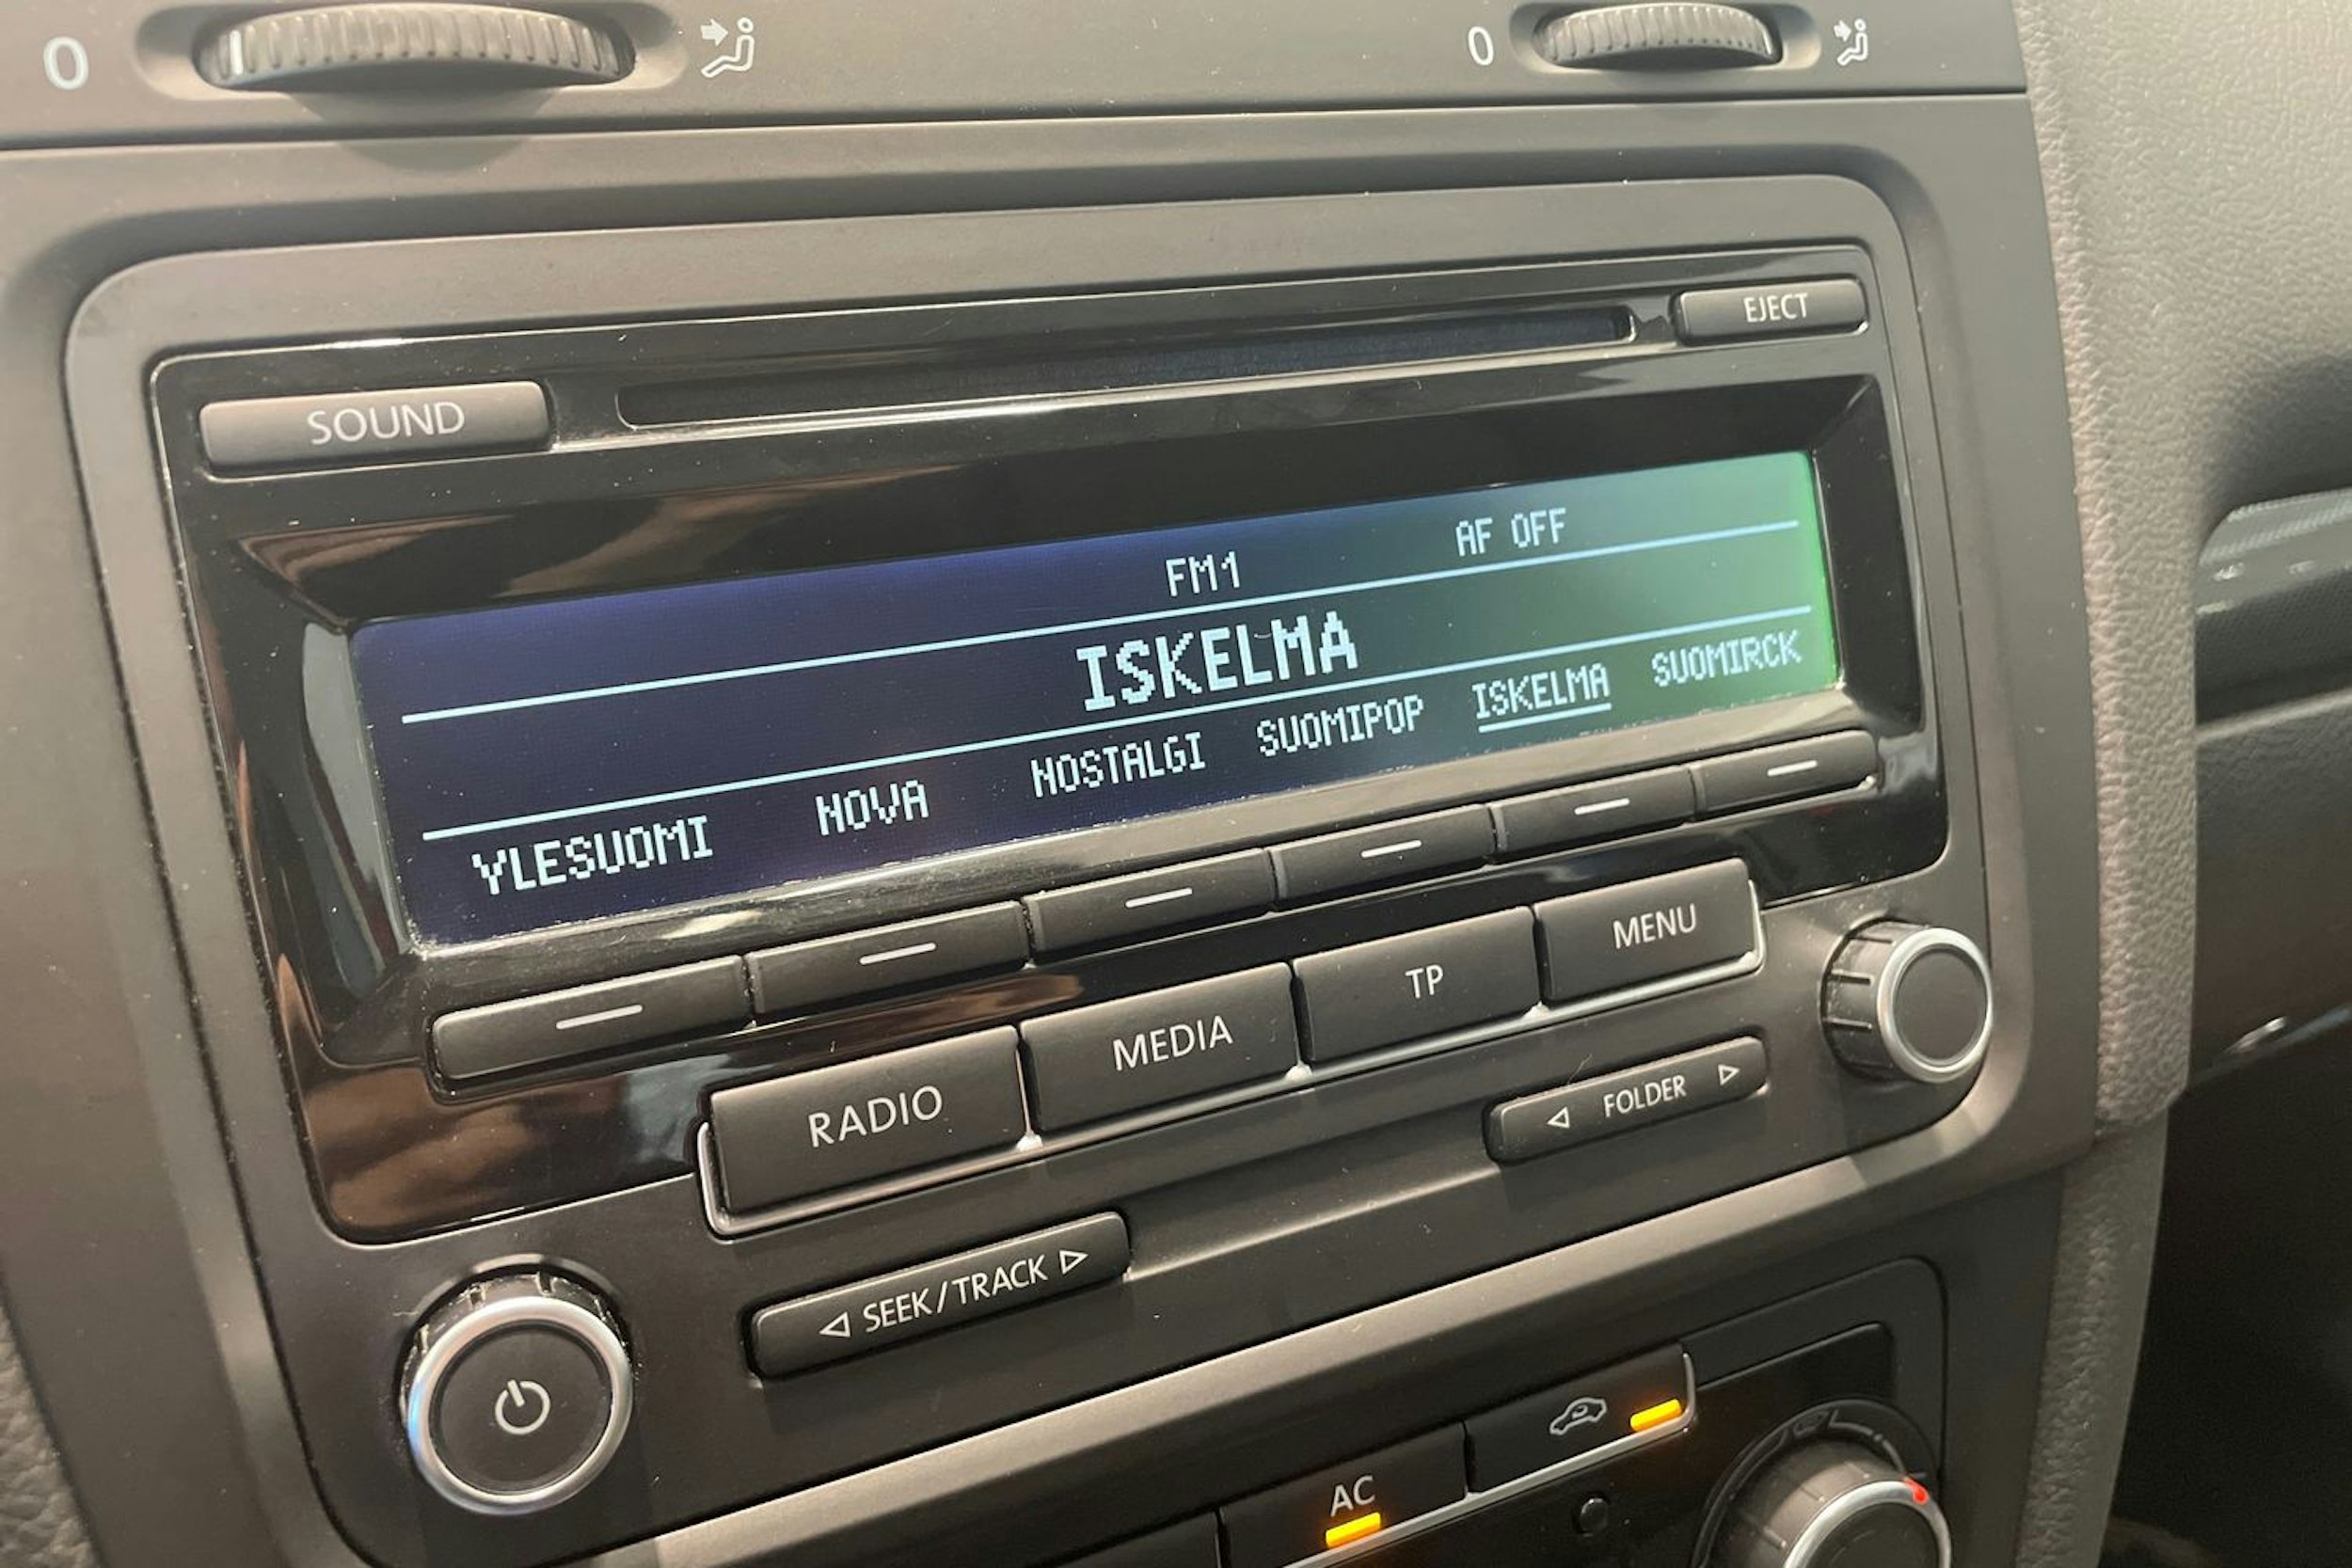 0
0
EJECT
SOUND
FM1 AF OFF
ISKELMA
YLESUOMI NOVA NOSTALGI SUOMIPOP ISKELMA SUOMIRCK
RADIO MEDIA TP MENU
◁ FOLDER ▷
◁ SEEK/TRACK ▷
AC